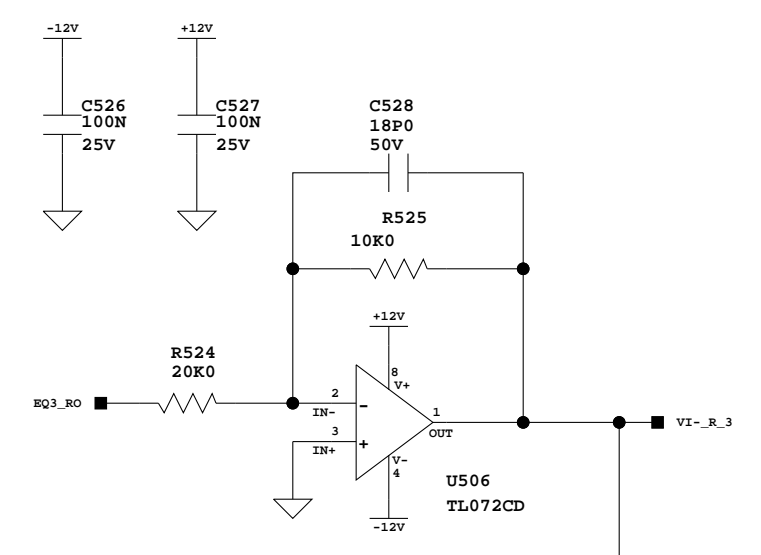 -12V
+12V
C526
100N
25V
C527
100N
25V
C528
18P0
50V
R525
10K0
+12V
R524
20K0
8
V+
EQ3_RO
2
IN-
-
1
OUT
VI-_R_3
3
IN+
+
V-
4
U506
TL072CD
-12V